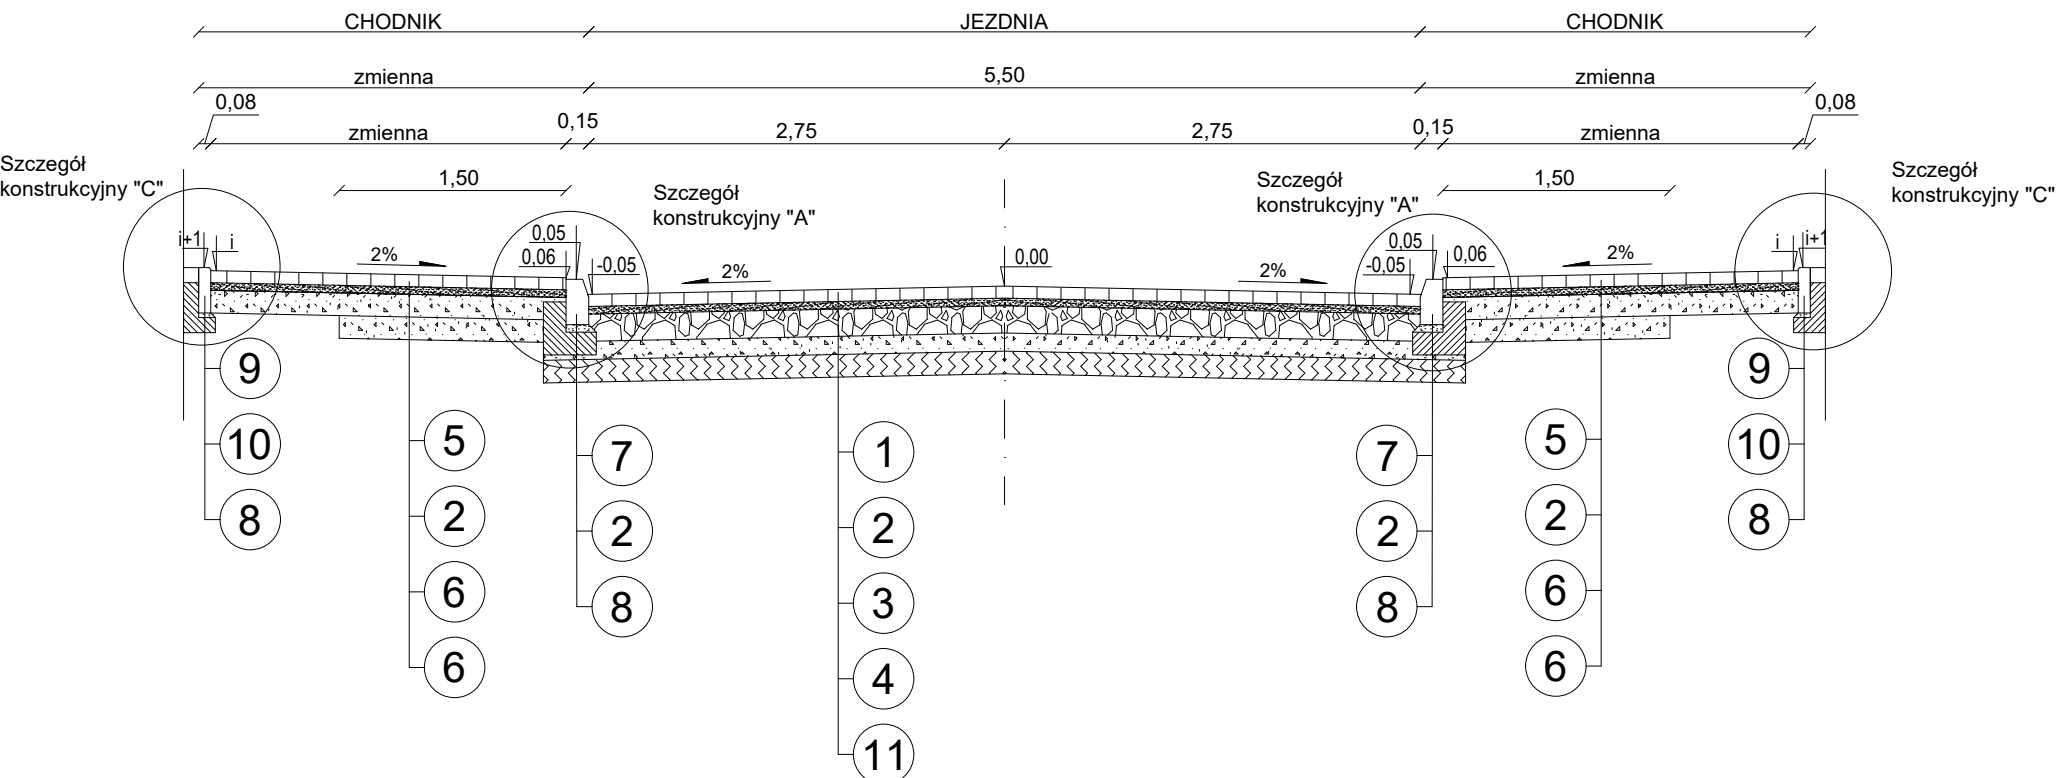 CHODNIK JEZDNIA CHODNIK
zmienna 5,50 zmienna
0,08 0,08
zmienna 0,15 2,75 2,75 0,15 zmienna
Szczegół
konstrukcyjny "C"
1,50
Szczegół
konstrukcyjny "A"
Szczegół
konstrukcyjny "A"
1,50
Szczegół
konstrukcyjny "C"
i+1 i 2% 0,05 0,06 -0,05 2% 0,00 2% 0,05 -0,05 0,06 2% i i+1
9
10
8
5
2
6
6
7
2
8
1
2
3
4
11
7
2
8
5
2
6
6
9
10
8